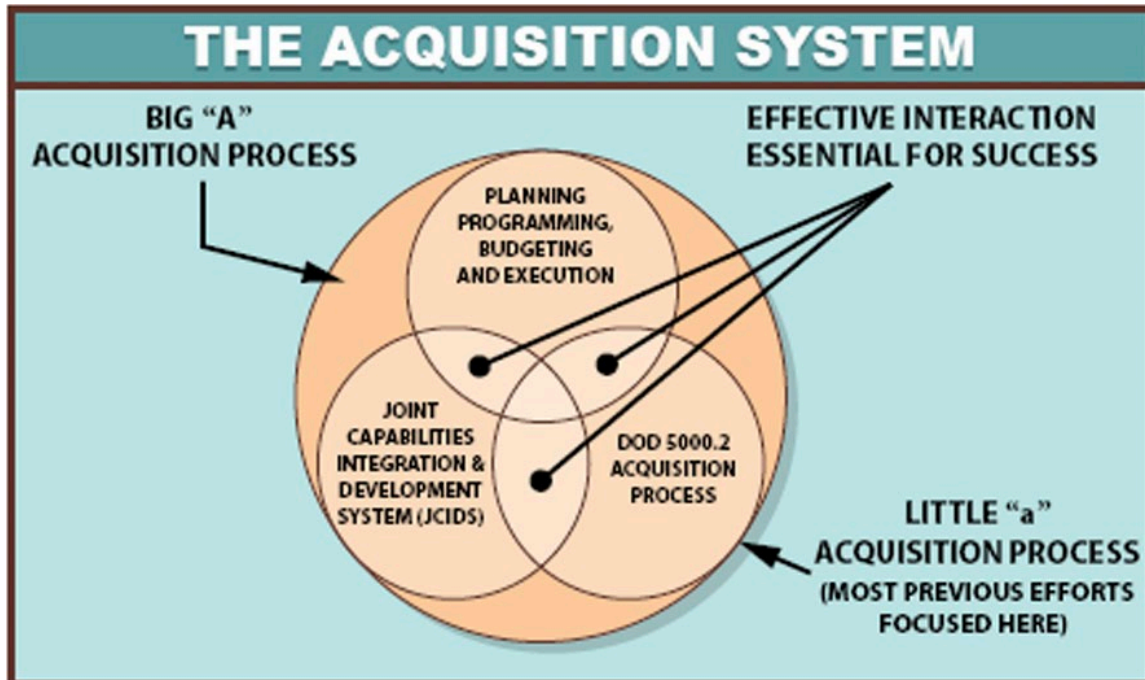 THE ACQUISITION SYSTEM
BIG “A”
ACQUISITION PROCESS
EFFECTIVE INTERACTION
ESSENTIAL FOR SUCCESS
PLANNING
PROGRAMMING,
BUDGETING
AND EXECUTION
JOINT
CAPABILITIES
INTEGRATION &
DEVELOPMENT
SYSTEM (JCIDS)
DOD 5000.2
ACQUISITION
PROCESS
LITTLE “a”
ACQUISITION PROCESS
(MOST PREVIOUS EFFORTS
FOCUSED HERE)